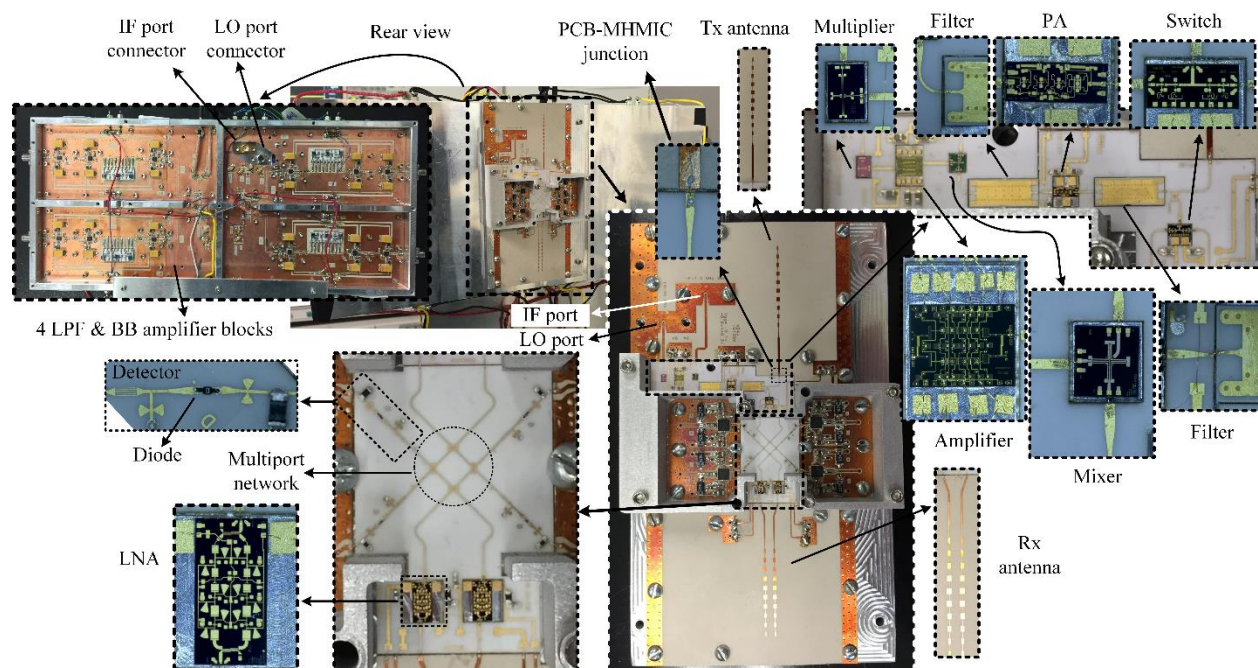 IF port
connector
LO port
connector
Rear view
PCB-MHMIC
junction
Tx antenna
Multiplier
Filter
PA
Switch
4 LPF & BB amplifier blocks
IF port
LO port
Detector
Diode
Multiport
network
LNA
Amplifier
Mixer
Filter
Rx
antenna